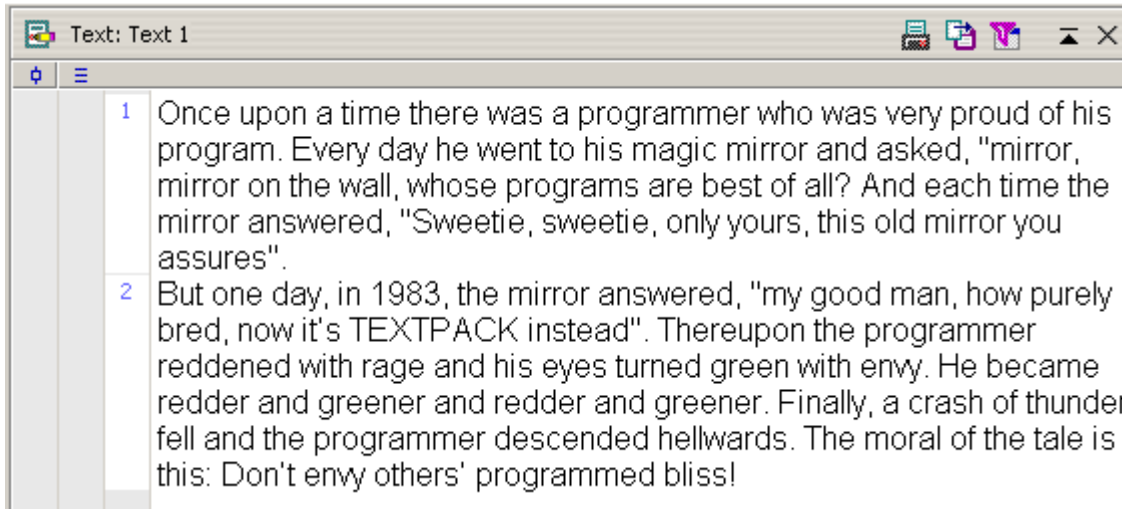 Text: Text 1
1 Once upon a time there was a programmer who was very proud of his
program. Every day he went to his magic mirror and asked, "mirror,
mirror on the wall, whose programs are best of all? And each time the
mirror answered, "Sweetie, sweetie, only yours, this old mirror you
assures".
2 But one day, in 1983, the mirror answered, "my good man, how purely
bred, now it's TEXTPACK instead". Thereupon the programmer
reddened with rage and his eyes turned green with envy. He became
redder and greener and redder and greener. Finally, a crash of thunder
fell and the programmer descended hellwards. The moral of the tale is
this: Don't envy others' programmed bliss!